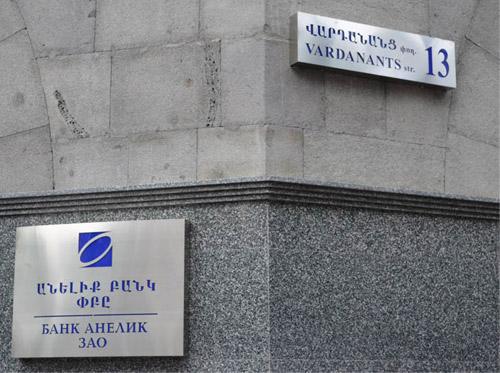 ՎԱՐԴԱՆԱՆՑ փող.
VARDANANTS str.
13
ԱՆԵԼԻՔ ԲԱՆԿ
ՓԲԸ
БАНК АНЕЛИК
ЗАО